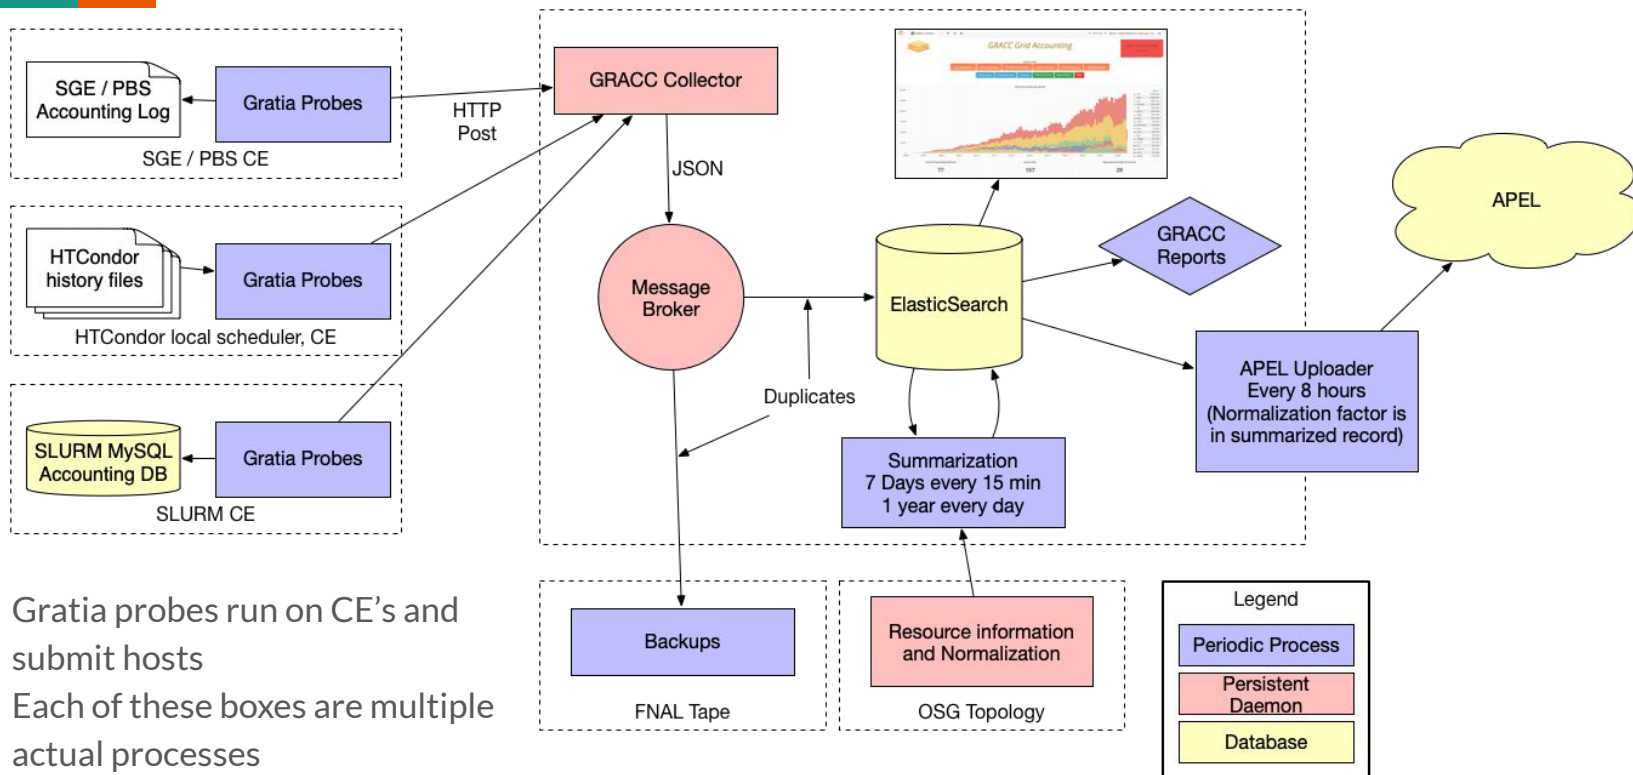 SGE / PBS
Accounting Log
Gratia Probes
SGE / PBS CE
HTTP
Post
GRACC Collector
JSON
GRACC Grid Accounting
77
157
HTCondor
history files
Gratia Probes
HTCondor local scheduler, CE
Message
Broker
ElasticSearch
GRACC
Reports
APEL
Duplicates
APEL Uploader
Every 8 hours
(Normalization factor is
in summarized record)
SLURM MySQL
Accounting DB
Gratia Probes
SLURM CE
Summarization
7 Days every 15 min
1 year every day
Gratia probes run on CE’s and
submit hosts
Each of these boxes are multiple
actual processes
Backups
FNAL Tape
Resource information
and Normalization
OSG Topology
Legend
Periodic Process
Persistent
Daemon
Database